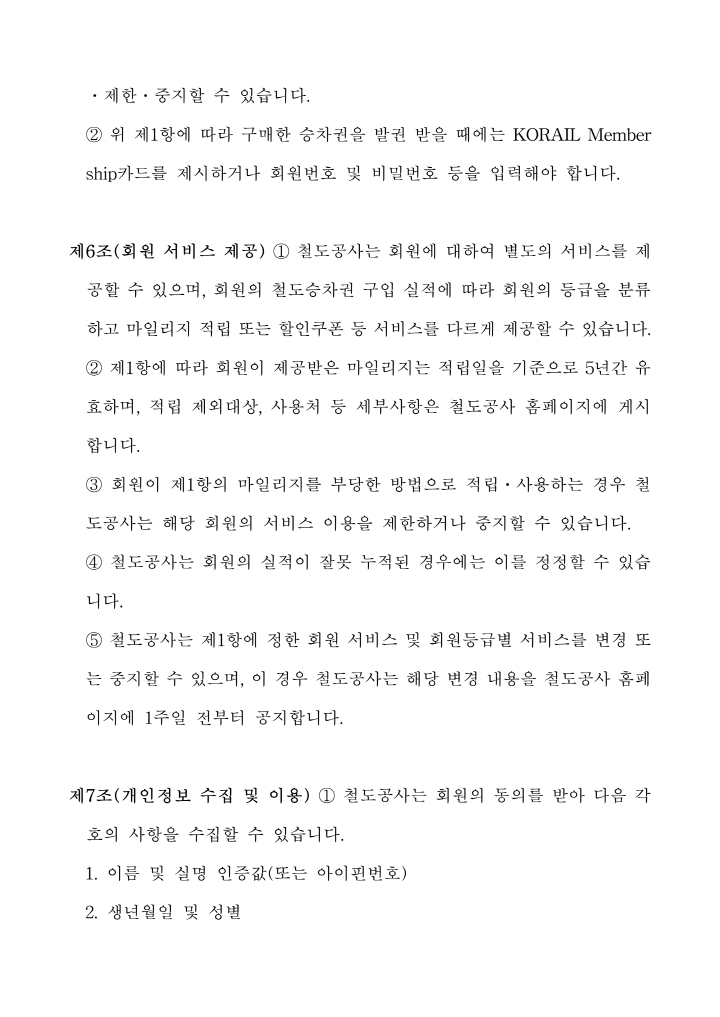 ・제한・중지할 수 있습니다.
② 위 제1항에 따라 구매한 승차권을 발권 받을 때에는 KORAIL Member
ship카드를 제시하거나 회원번호 및 비밀번호 등을 입력해야 합니다.
제6조(회원 서비스 제공) ① 철도공사는 회원에 대하여 별도의 서비스를 제
공할 수 있으며, 회원의 철도승차권 구입 실적에 따라 회원의 등급을 분류
하고 마일리지 적립 또는 할인쿠폰 등 서비스를 다르게 제공할 수 있습니다.
② 제1항에 따라 회원이 제공받은 마일리지는 적립일을 기준으로 5년간 유
효하며, 적립 제외대상, 사용처 등 세부사항은 철도공사 홈페이지에 게시
합니다.
③ 회원이 제1항의 마일리지를 부당한 방법으로 적립・사용하는 경우 철
도공사는 해당 회원의 서비스 이용을 제한하거나 중지할 수 있습니다.
④ 철도공사는 회원의 실적이 잘못 누적된 경우에는 이를 정정할 수 있습
니다.
⑤ 철도공사는 제1항에 정한 회원 서비스 및 회원등급별 서비스를 변경 또
는 중지할 수 있으며, 이 경우 철도공사는 해당 변경 내용을 철도공사 홈페
이지에 1주일 전부터 공지합니다.
제7조(개인정보 수집 및 이용) ① 철도공사는 회원의 동의를 받아 다음 각
호의 사항을 수집할 수 있습니다.
1. 이름 및 실명 인증값(또는 아이핀번호)
2. 생년월일 및 성별